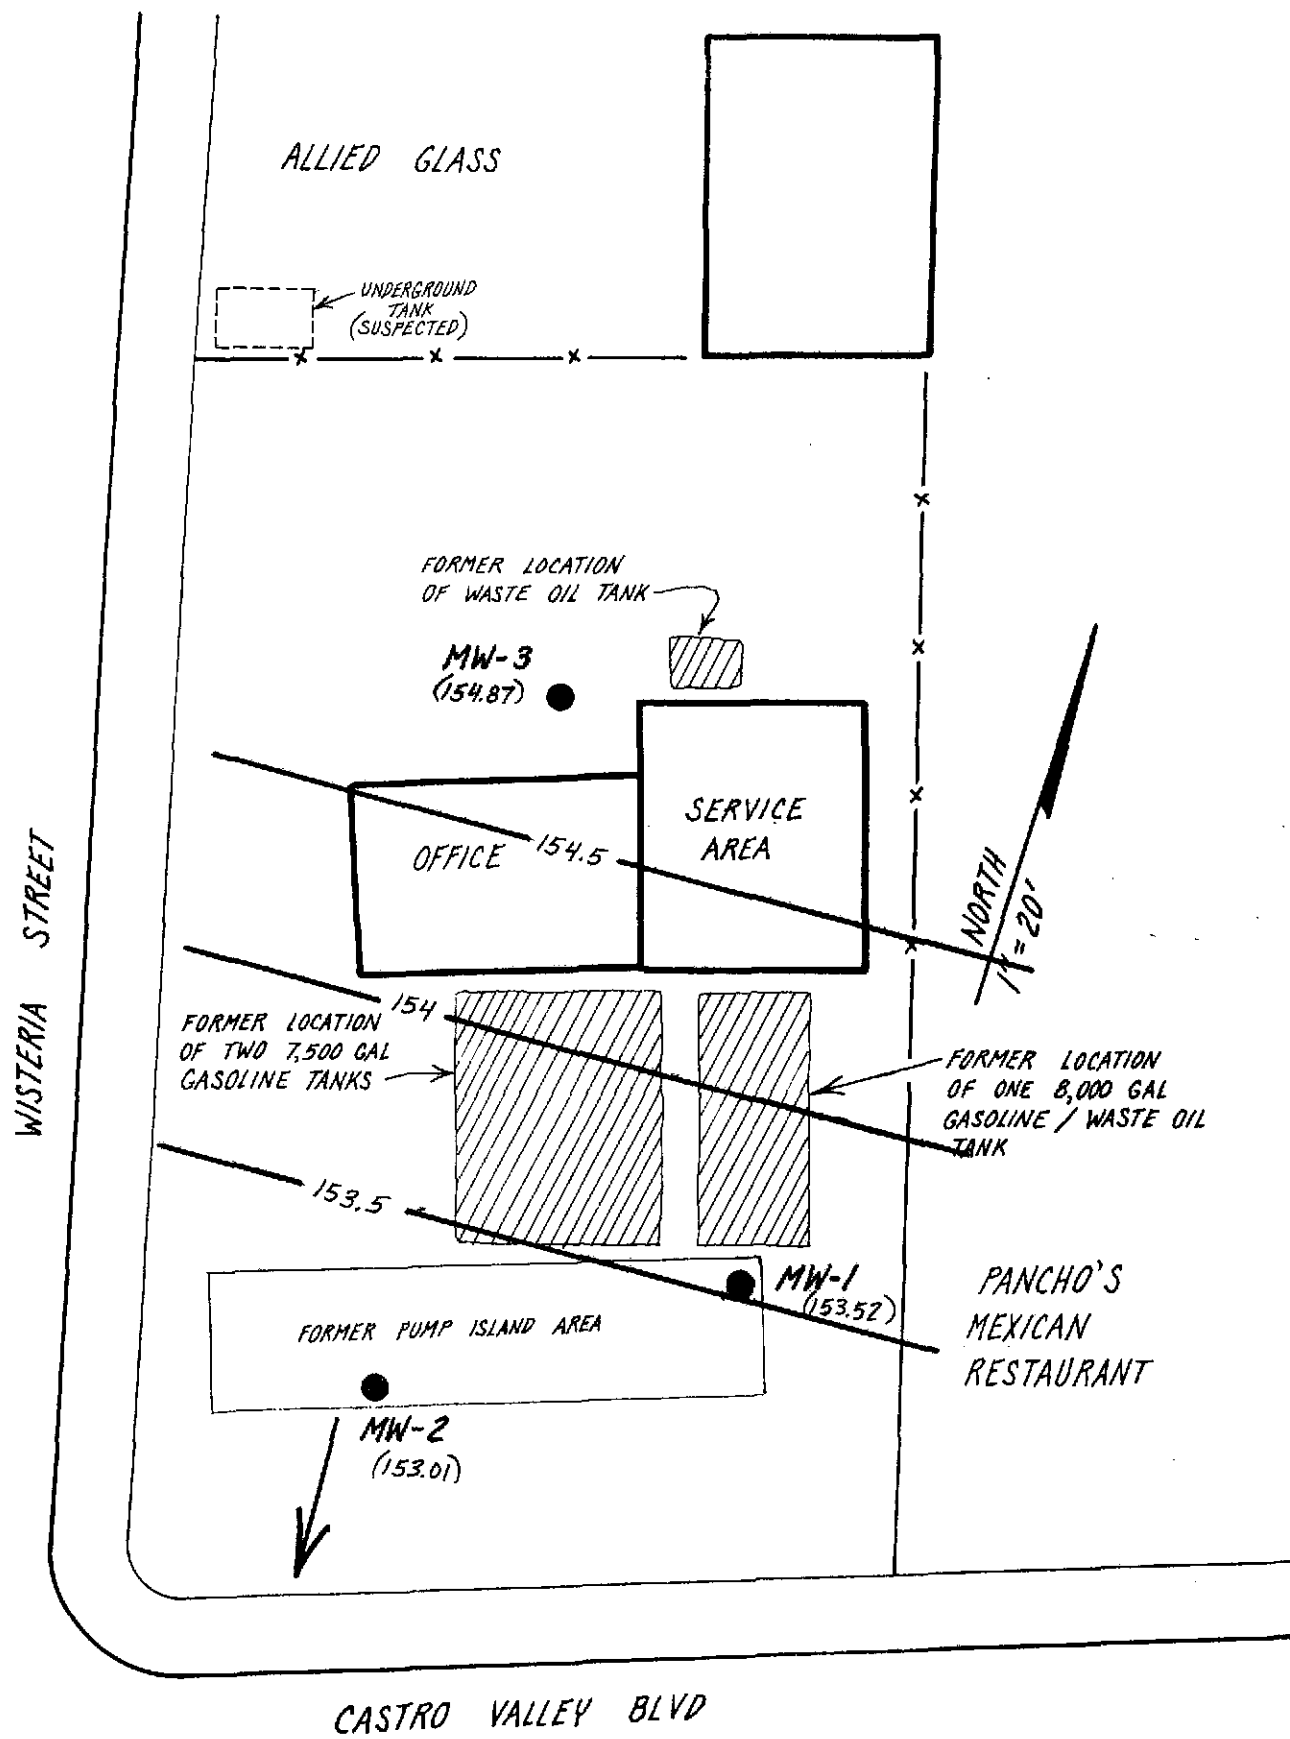 ALLIED GLASS
UNDERGROUND
TANK
(SUSPECTED)
FORMER LOCATION
OF WASTE OIL TANK
MW-3
(154.87)
SERVICE
AREA
OFFICE
154.5
NORTH
1" = 20'
WISTERIA STREET
154
FORMER LOCATION
OF TWO 7,500 GAL
GASOLINE TANKS
FORMER LOCATION
OF ONE 8,000 GAL
GASOLINE / WASTE OIL
TANK
153.5
MW-1
(153.52)
PANCHO'S
MEXICAN
RESTAURANT
FORMER PUMP ISLAND AREA
MW-2
(153.01)
CASTRO VALLEY BLVD